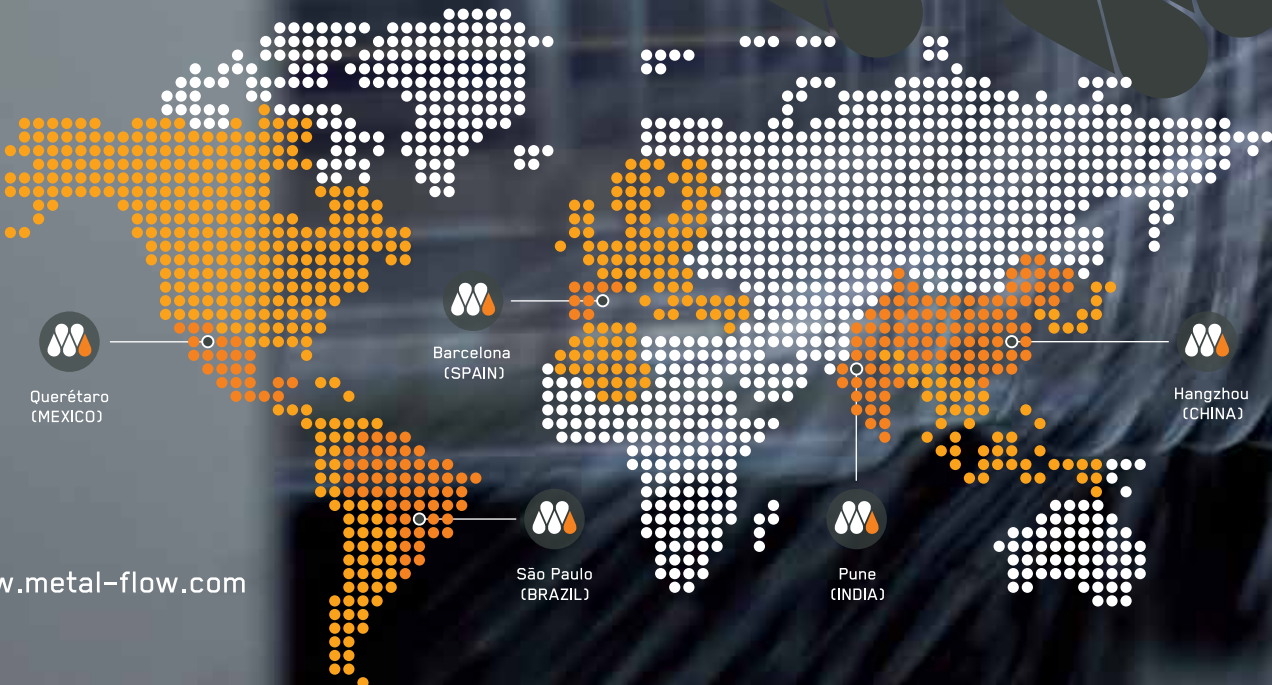 Barcelona
(SPAIN)
Querétaro
(MEXICO)
Hangzhou
(CHINA)
São Paulo
(BRAZIL)
Pune
(INDIA)
w.metal-flow.com